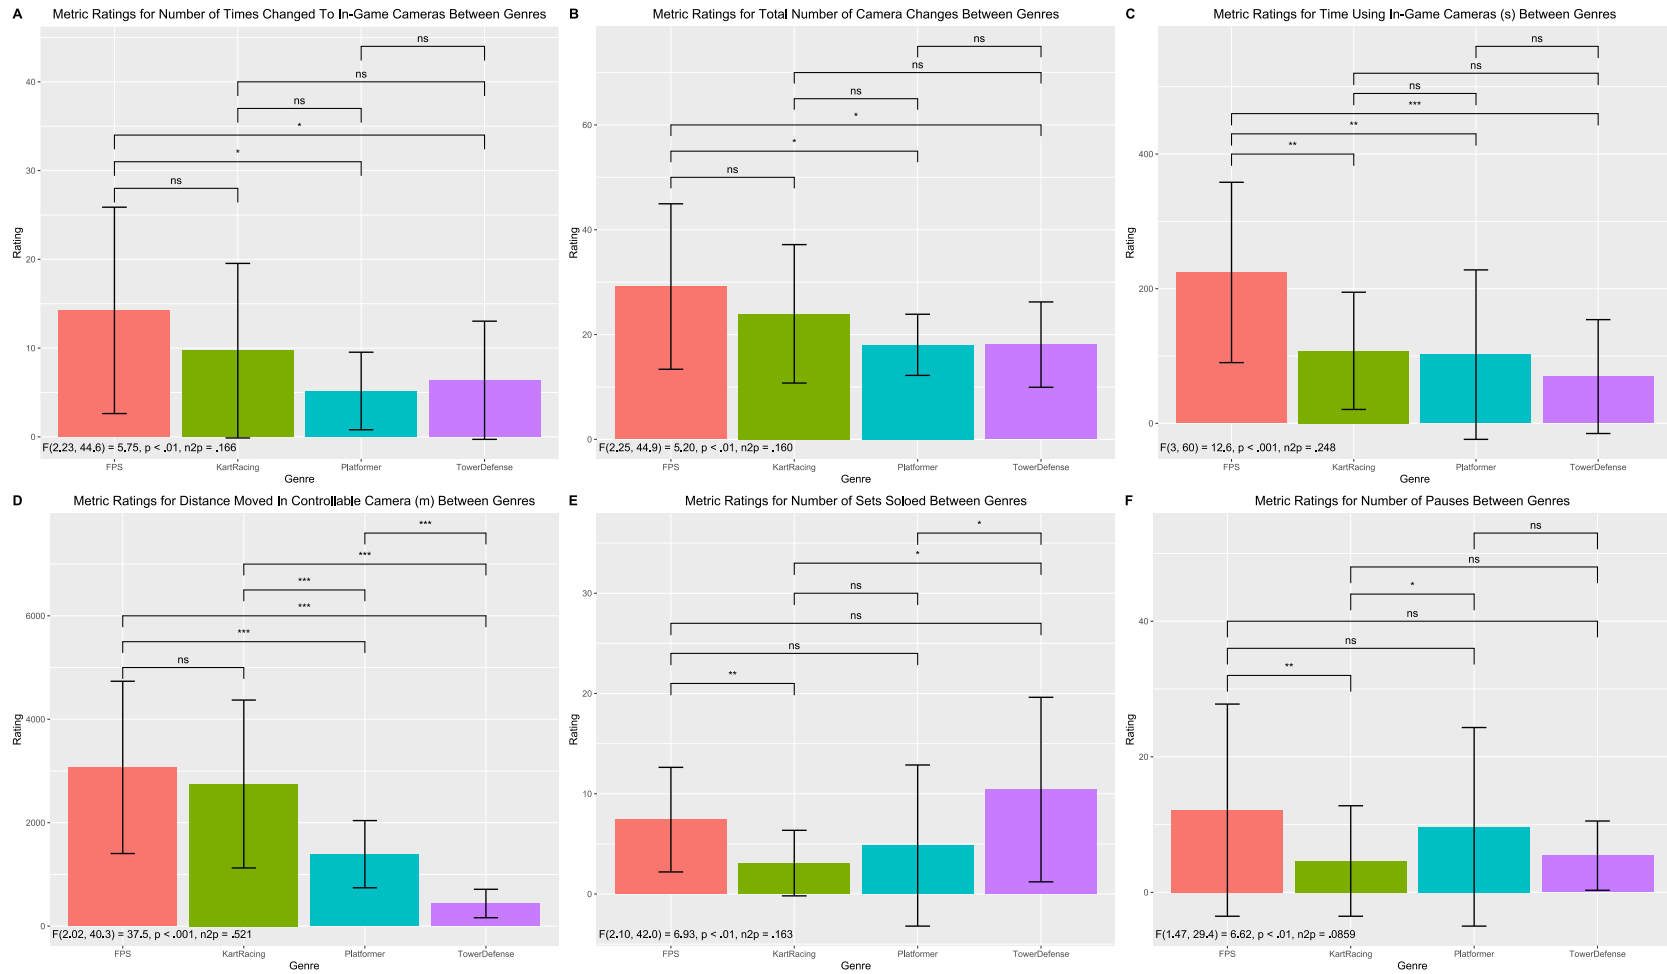 A Metric Ratings for Number of Times Changed To In-Game Cameras Between Genres
ns
ns
ns
*
*
ns
40
30
20
10
0
Rating
F(2.23, 44.6) = 5.75, p < .01, n2p = .166
FPS KartRacing Platformer TowerDefense
Genre
B Metric Ratings for Total Number of Camera Changes Between Genres
ns
ns
ns
*
*
ns
60
40
20
0
Rating
F(2.25, 44.9) = 5.20, p < .01, n2p = .160
FPS KartRacing Platformer TowerDefense
Genre
C Metric Ratings for Time Using In-Game Cameras (s) Between Genres
ns
ns
ns
***
**
**
400
200
0
Rating
F(3, 60) = 12.6, p < .001, n2p = .248
FPS KartRacing Platformer TowerDefense
Genre
D Metric Ratings for Distance Moved In Controllable Camera (m) Between Genres
***
***
***
***
***
ns
6000
4000
2000
0
Rating
F(2.02, 40.3) = 37.5, p < .001, n2p = .521
FPS KartRacing Platformer TowerDefense
Genre
E Metric Ratings for Number of Sets Soloed Between Genres
*
*
ns
ns
ns
**
30
20
10
0
Rating
F(2.10, 42.0) = 6.93, p < .01, n2p = .163
FPS KartRacing Platformer TowerDefense
Genre
F Metric Ratings for Number of Pauses Between Genres
ns
ns
*
ns
ns
**
40
20
0
Rating
F(1.47, 29.4) = 6.62, p < .01, n2p = .0859
FPS KartRacing Platformer TowerDefense
Genre